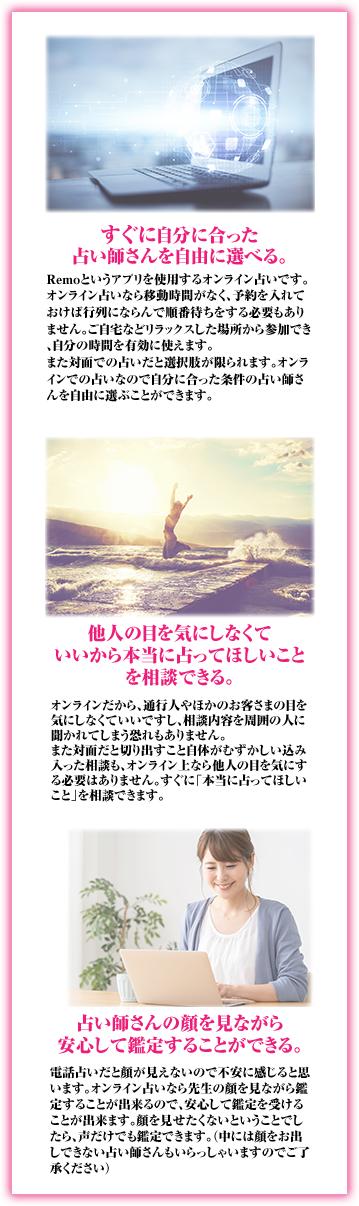 すぐに自分に合った
占い師さんを自由に選べる。
Remoというアプリを使用するオンライン占いです。
オンライン占いなら移動時間がなく、予約を入れて
おけば行列にならんで順番待ちをする必要もあり
ません。ご自宅などリラックスした場所から参加でき
、自分の時間を有効に使えます。
また対面での占いだと選択肢が限られます。オンラ
インでの占いなので自分に合った条件の占い師さ
んを自由に選ぶことができます。
他人の目を気にしなくて
いいから本当に占ってほしいこと
を相談できる。
オンラインだから、通行人やほかのお客さまの目を
気にしなくていいですし、相談内容を周囲の人に
聞かれてしまう恐れもありません。
また対面だと切り出すこと自体がむずかしい込み
入った相談も、オンライン上なら他人の目を気にす
る必要はありません。すぐに「本当に占ってほしい
こと」を相談できます。
占い師さんの顔を見ながら
安心して鑑定することができる。
電話占いだと顔が見えないので不安に感じると思
います。オンライン占いなら先生の顔を見ながら鑑
定することが出来るので、安心して鑑定を受ける
ことが出来ます。顔を見せたくないということでし
たら、声だけでも鑑定できます。（中には顔をお出
しできない占い師さんもいらっしゃいますのでご了
承ください）